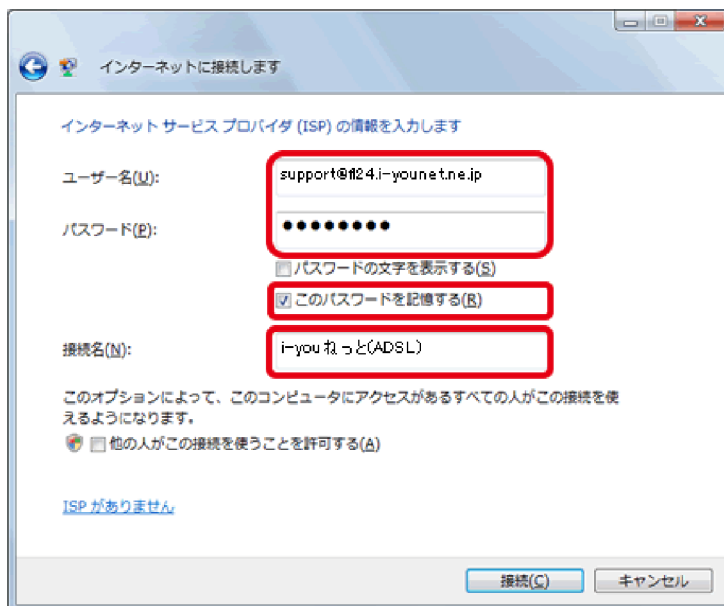 インターネットに接続します
インターネット サービス プロバイダ (ISP) の情報を入力します
ユーザー名(U):
support@fl24.i-younet.ne.jp
パスワード(P):
●●●●●●●●
パスワードの文字を表示する(S)
このパスワードを記憶する(R)
接続名(N):
i-you ねっと(ADSL)
このオプションによって、このコンピュータにアクセスがあるすべての人がこの接続を使
えるようになります。
他の人がこの接続を使うことを許可する(A)
ISP がありません
接続(C)
キャンセル